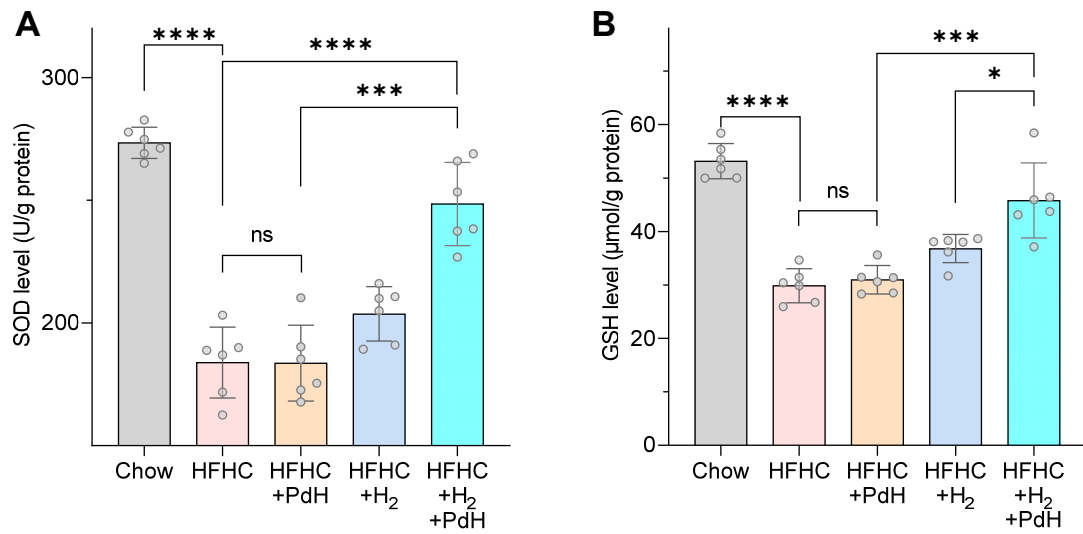 A
SOD level (U/g protein)
300
200
****
****
***
ns
Chow
HFHC
HFHC
+PdH
HFHC
+H₂
HFHC
+H₂
+PdH
B
GSH level (μmol/g protein)
60
40
20
0
***
*
****
ns
Chow
HFHC
HFHC
+PdH
HFHC
+H₂
HFHC
+H₂
+PdH